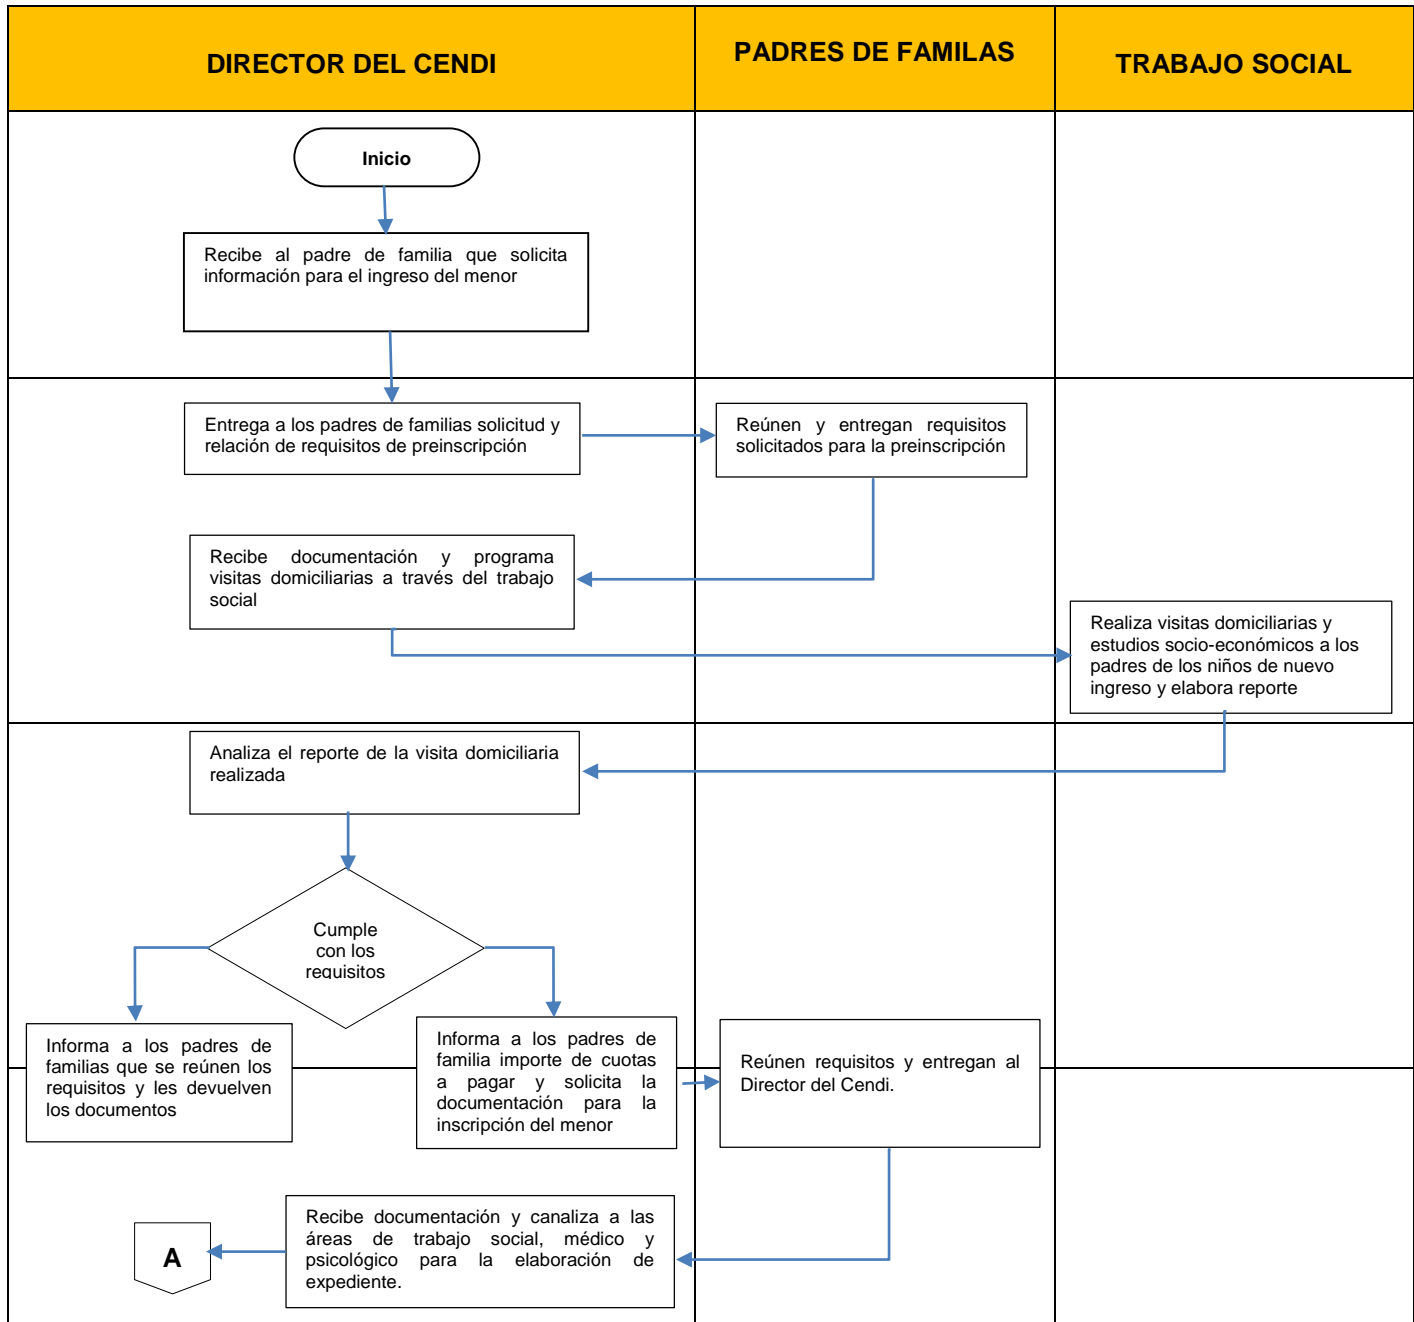 DIRECTOR DEL CENDI
PADRES DE FAMILAS
TRABAJO SOCIAL
Inicio
Recibe al padre de familia que solicita
información para el ingreso del menor
Entrega a los padres de familias solicitud y
relación de requisitos de preinscripción
Reúnen y entregan requisitos
solicitados para la preinscripción
Recibe documentación y programa
visitas domiciliarias a través del trabajo
social
Realiza visitas domiciliarias y
estudios socio-económicos a los
padres de los niños de nuevo
ingreso y elabora reporte
Analiza el reporte de la visita domiciliaria
realizada
Cumple
con los
requisitos
Informa a los padres de
familias que se reúnen los
requisitos y les devuelven
los documentos
Informa a los padres de
familia importe de cuotas
a pagar y solicita la
documentación para la
inscripción del menor
Reúnen requisitos y entregan al
Director del Cendi.
Recibe documentación y canaliza a las
áreas de trabajo social, médico y
psicológico para la elaboración de
expediente.
A